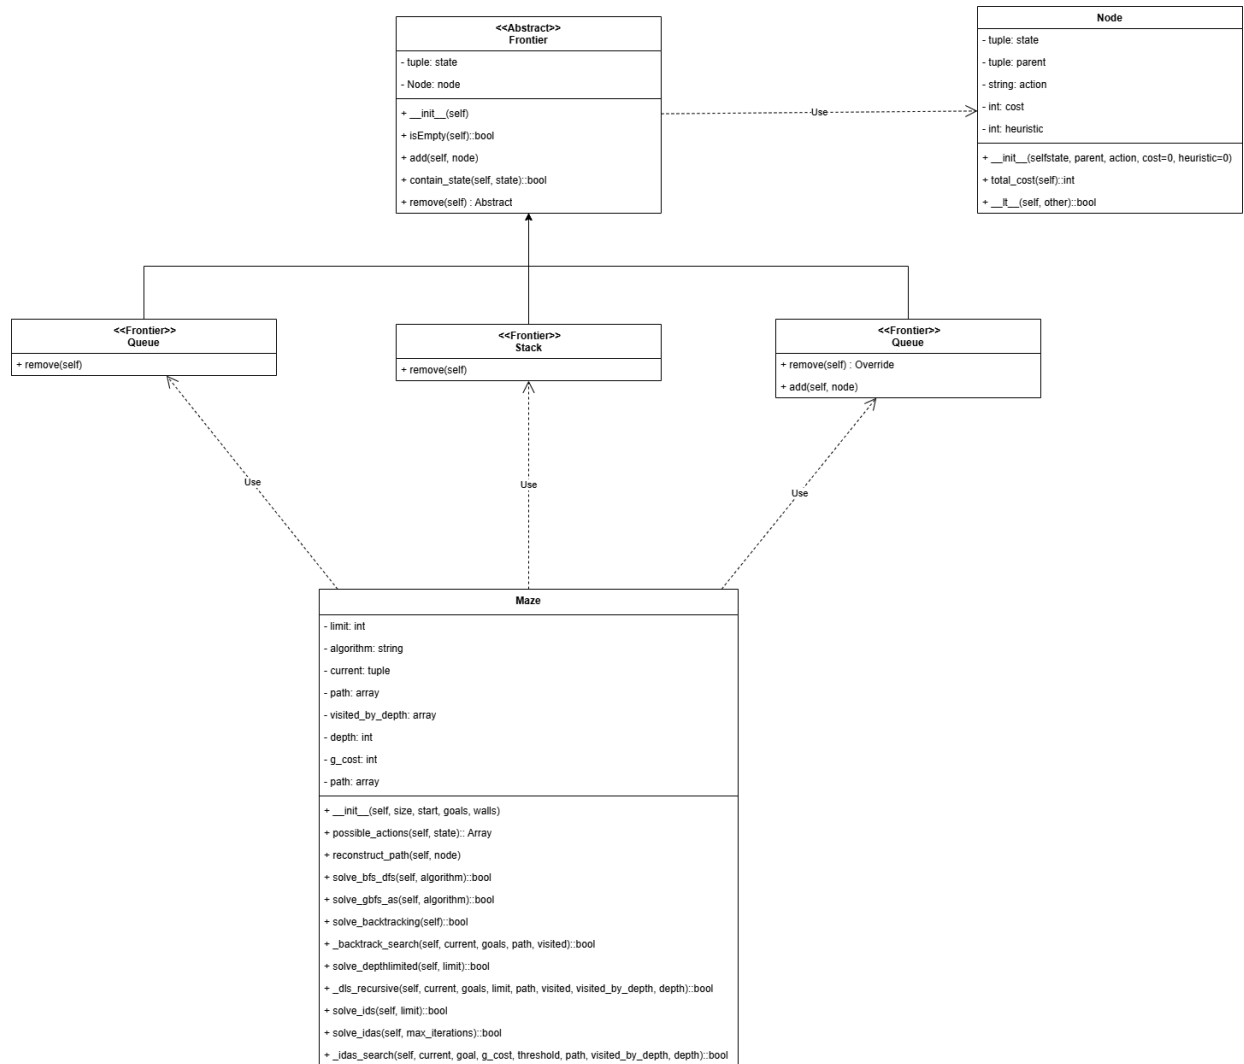 <<Abstract>>
Frontier
- tuple: state
- Node: node
+ __init__(self)
+ isEmpty(self)::bool
+ add(self, node)
+ contain_state(self, state)::bool
+ remove(self) : Abstract
Use
Node
- tuple: state
- tuple: parent
- string: action
- int: cost
- int: heuristic
+ __init__(selfstate, parent, action, cost=0, heuristic=0)
+ total_cost(self)::int
+ __lt__(self, other)::bool
<<Frontier>>
Queue
+ remove(self)
<<Frontier>>
Stack
+ remove(self)
<<Frontier>>
Queue
+ remove(self) : Override
+ add(self, node)
Use
Use
Use
Maze
- limit: int
- algorithm: string
- current: tuple
- path: array
- visited_by_depth: array
- depth: int
- g_cost: int
- path: array
+ __init__(self, size, start, goals, walls)
+ possible_actions(self, state):: Array
+ reconstruct_path(self, node)
+ solve_bfs_dfs(self, algorithm)::bool
+ solve_gbfs_as(self, algorithm)::bool
+ solve_backtracking(self)::bool
+ _backtrack_search(self, current, goals, path, visited)::bool
+ solve_depthlimited(self, limit)::bool
+ _dls_recursive(self, current, goals, limit, path, visited, visited_by_depth, depth)::bool
+ solve_ids(self, limit)::bool
+ solve_idas(self, max_iterations)::bool
+ _idas_search(self, current, goal, g_cost, threshold, path, visited_by_depth, depth)::bool